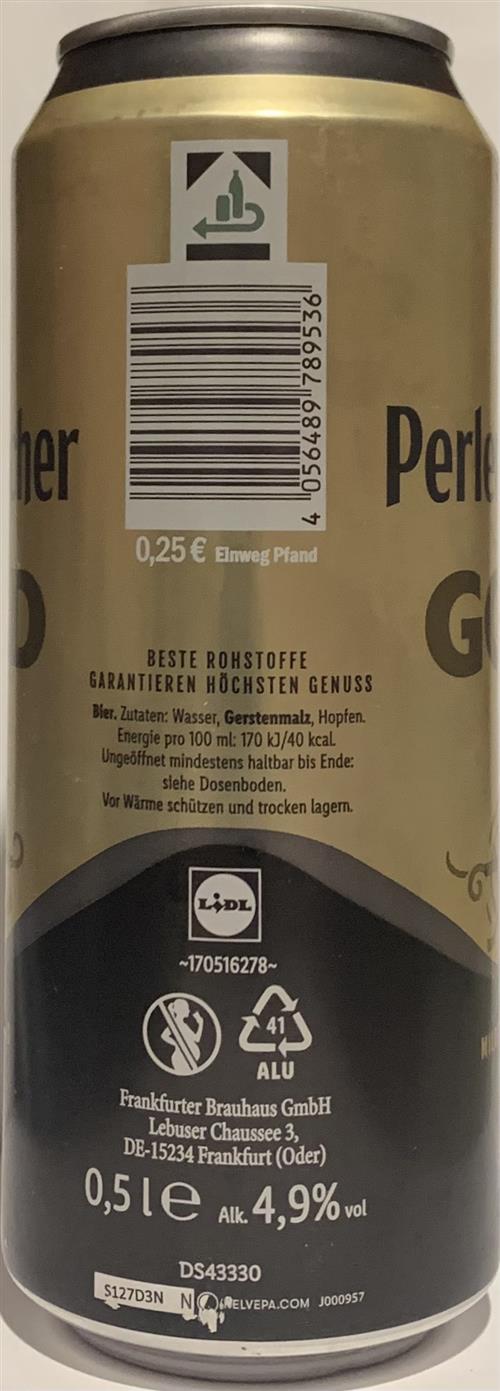 4 056489 789536
0,25 € Einweg Pfand
her
Perle
D
G
BESTE ROHSTOFFE
GARANTIEREN HÖCHSTEN GENUSS
Bier. Zutaten: Wasser, Gerstenmalz, Hopfen.
Energie pro 100 ml: 170 kJ/40 kcal.
Ungeöffnet mindestens haltbar bis Ende:
siehe Dosenboden.
Vor Wärme schützen und trocken lagern.
LIDL
~170516278~
41
ALU
Frankfurter Brauhaus GmbH
Lebuser Chaussee 3,
DE-15234 Frankfurt (Oder)
0,5 l e Alk. 4,9% vol
DS43330
S127D3N HELVEPA.COM J000957